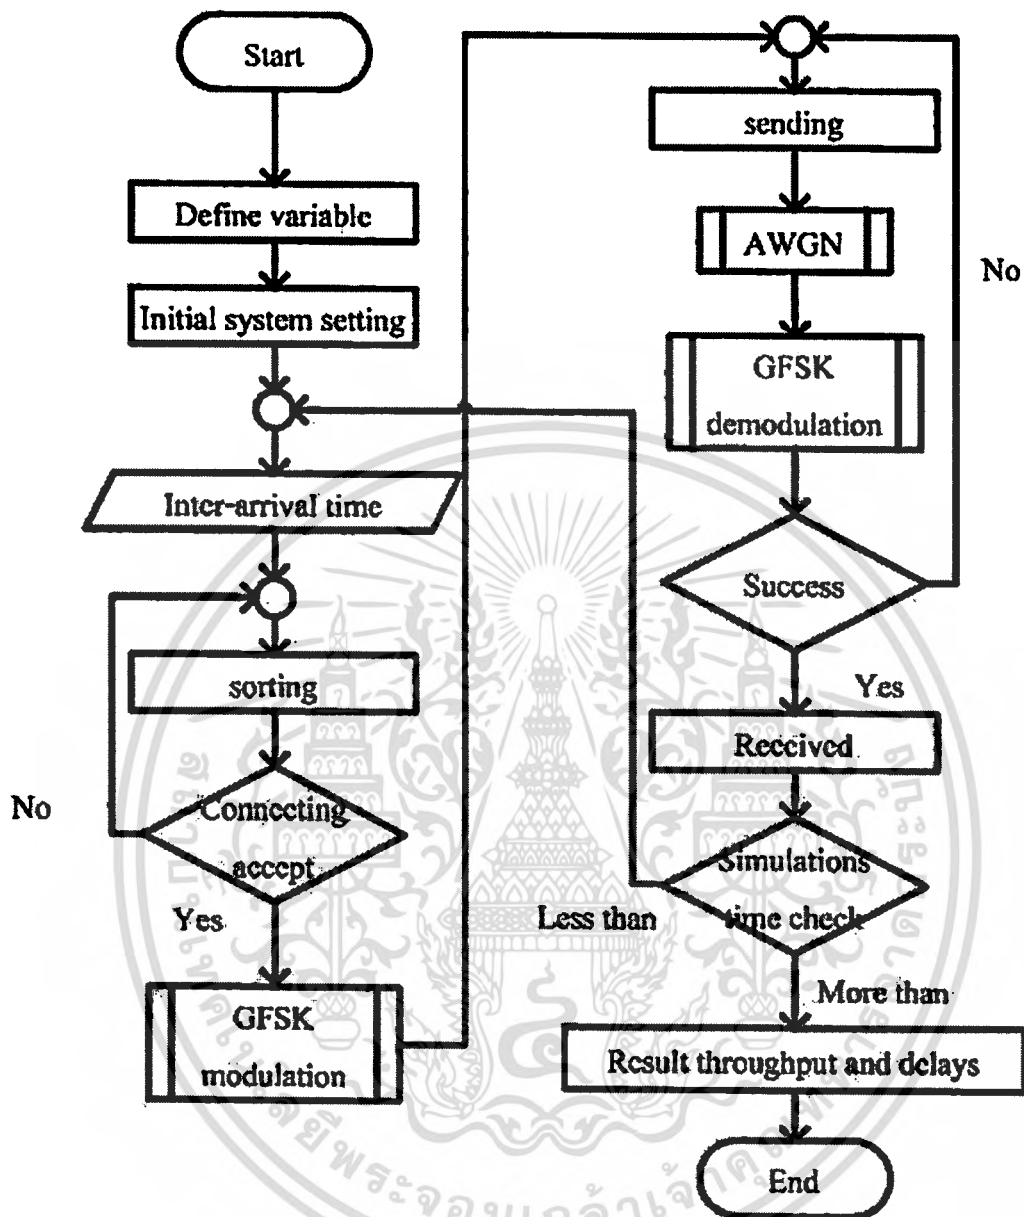 Start
Define variable
Initial system setting
Inter-arrival time
sorting
Connecting
accept
No
Yes
GFSK
modulation
sending
AWGN
GFSK
demodulation
No
Success
Yes
Received
Simulations
time check
Less than
More than
Result throughput and delays
End